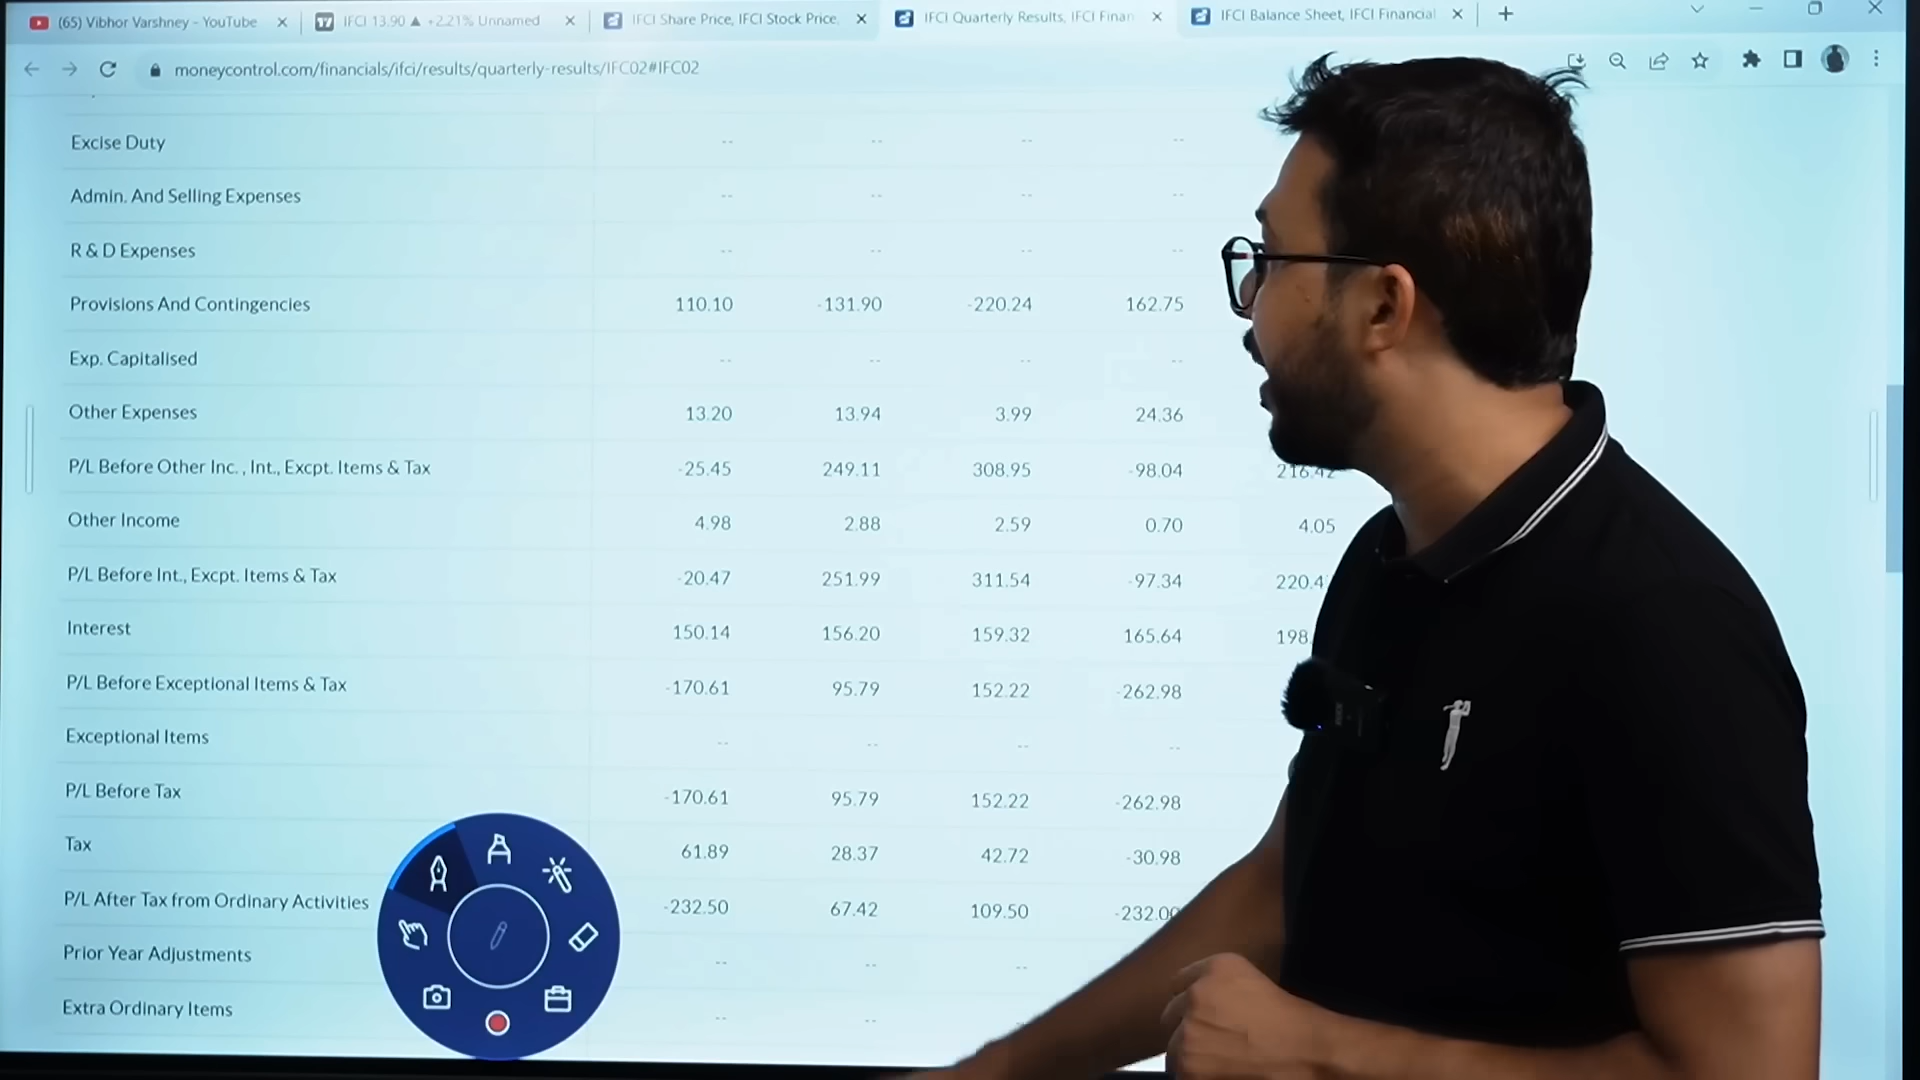 (65) Vibhor Varshney - YouTube
IFCI 13.90 ▲ +2.21% Unnamed
IFCI Share Price, IFCI Stock Price,
IFCI Quarterly Results, IFCI Finan
IFCI Balance Sheet, IFCI Financial
moneycontrol.com/financials/ifci/results/quarterly-results/IFC02#IFC02
Excise Duty -- -- -- --
Admin. And Selling Expenses -- -- -- --
R & D Expenses -- -- -- --
Provisions And Contingencies 110.10 -131.90 -220.24 162.75
Exp. Capitalised -- -- -- --
Other Expenses 13.20 13.94 3.99 24.36
P/L Before Other Inc. , Int., Excpt. Items & Tax -25.45 249.11 308.95 -98.04 216.42
Other Income 4.98 2.88 2.59 0.70 4.05
P/L Before Int., Excpt. Items & Tax -20.47 251.99 311.54 -97.34 220.4
Interest 150.14 156.20 159.32 165.64 198
P/L Before Exceptional Items & Tax -170.61 95.79 152.22 -262.98
Exceptional Items -- -- -- --
P/L Before Tax -170.61 95.79 152.22 -262.98
Tax 61.89 28.37 42.72 -30.98
P/L After Tax from Ordinary Activities -232.50 67.42 109.50 -232.00
Prior Year Adjustments -- -- --
Extra Ordinary Items -- --